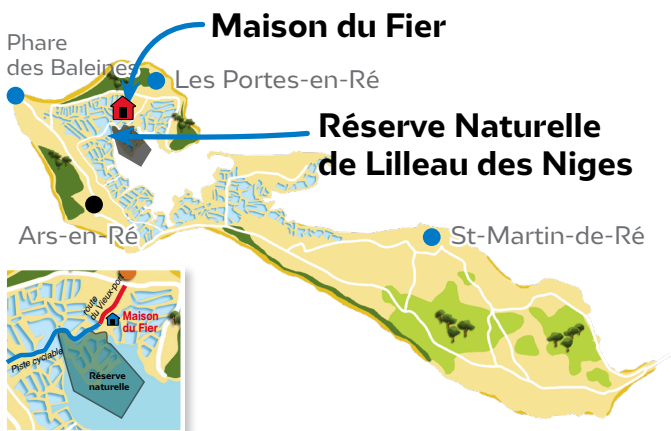 Maison du Fier
Phare
des Baleines
Les Portes-en-Ré
Réserve Naturelle
de Lilleau des Niges
Ars-en-Ré
St-Martin-de-Ré
route
du Vieux-port
Maison
du Fier
Piste cyclable
Réserve
naturelle